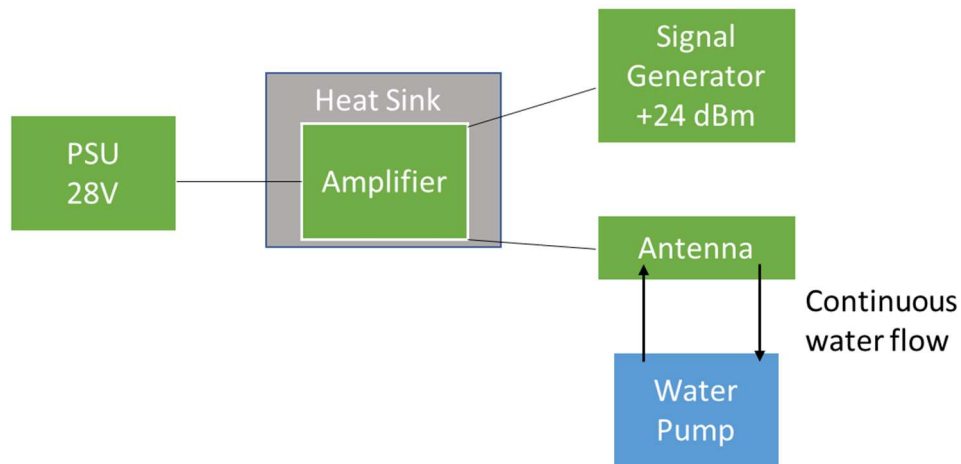 PSU
28V
Heat Sink
Amplifier
Signal
Generator
+24 dBm
Antenna
Continuous
water flow
Water
Pump